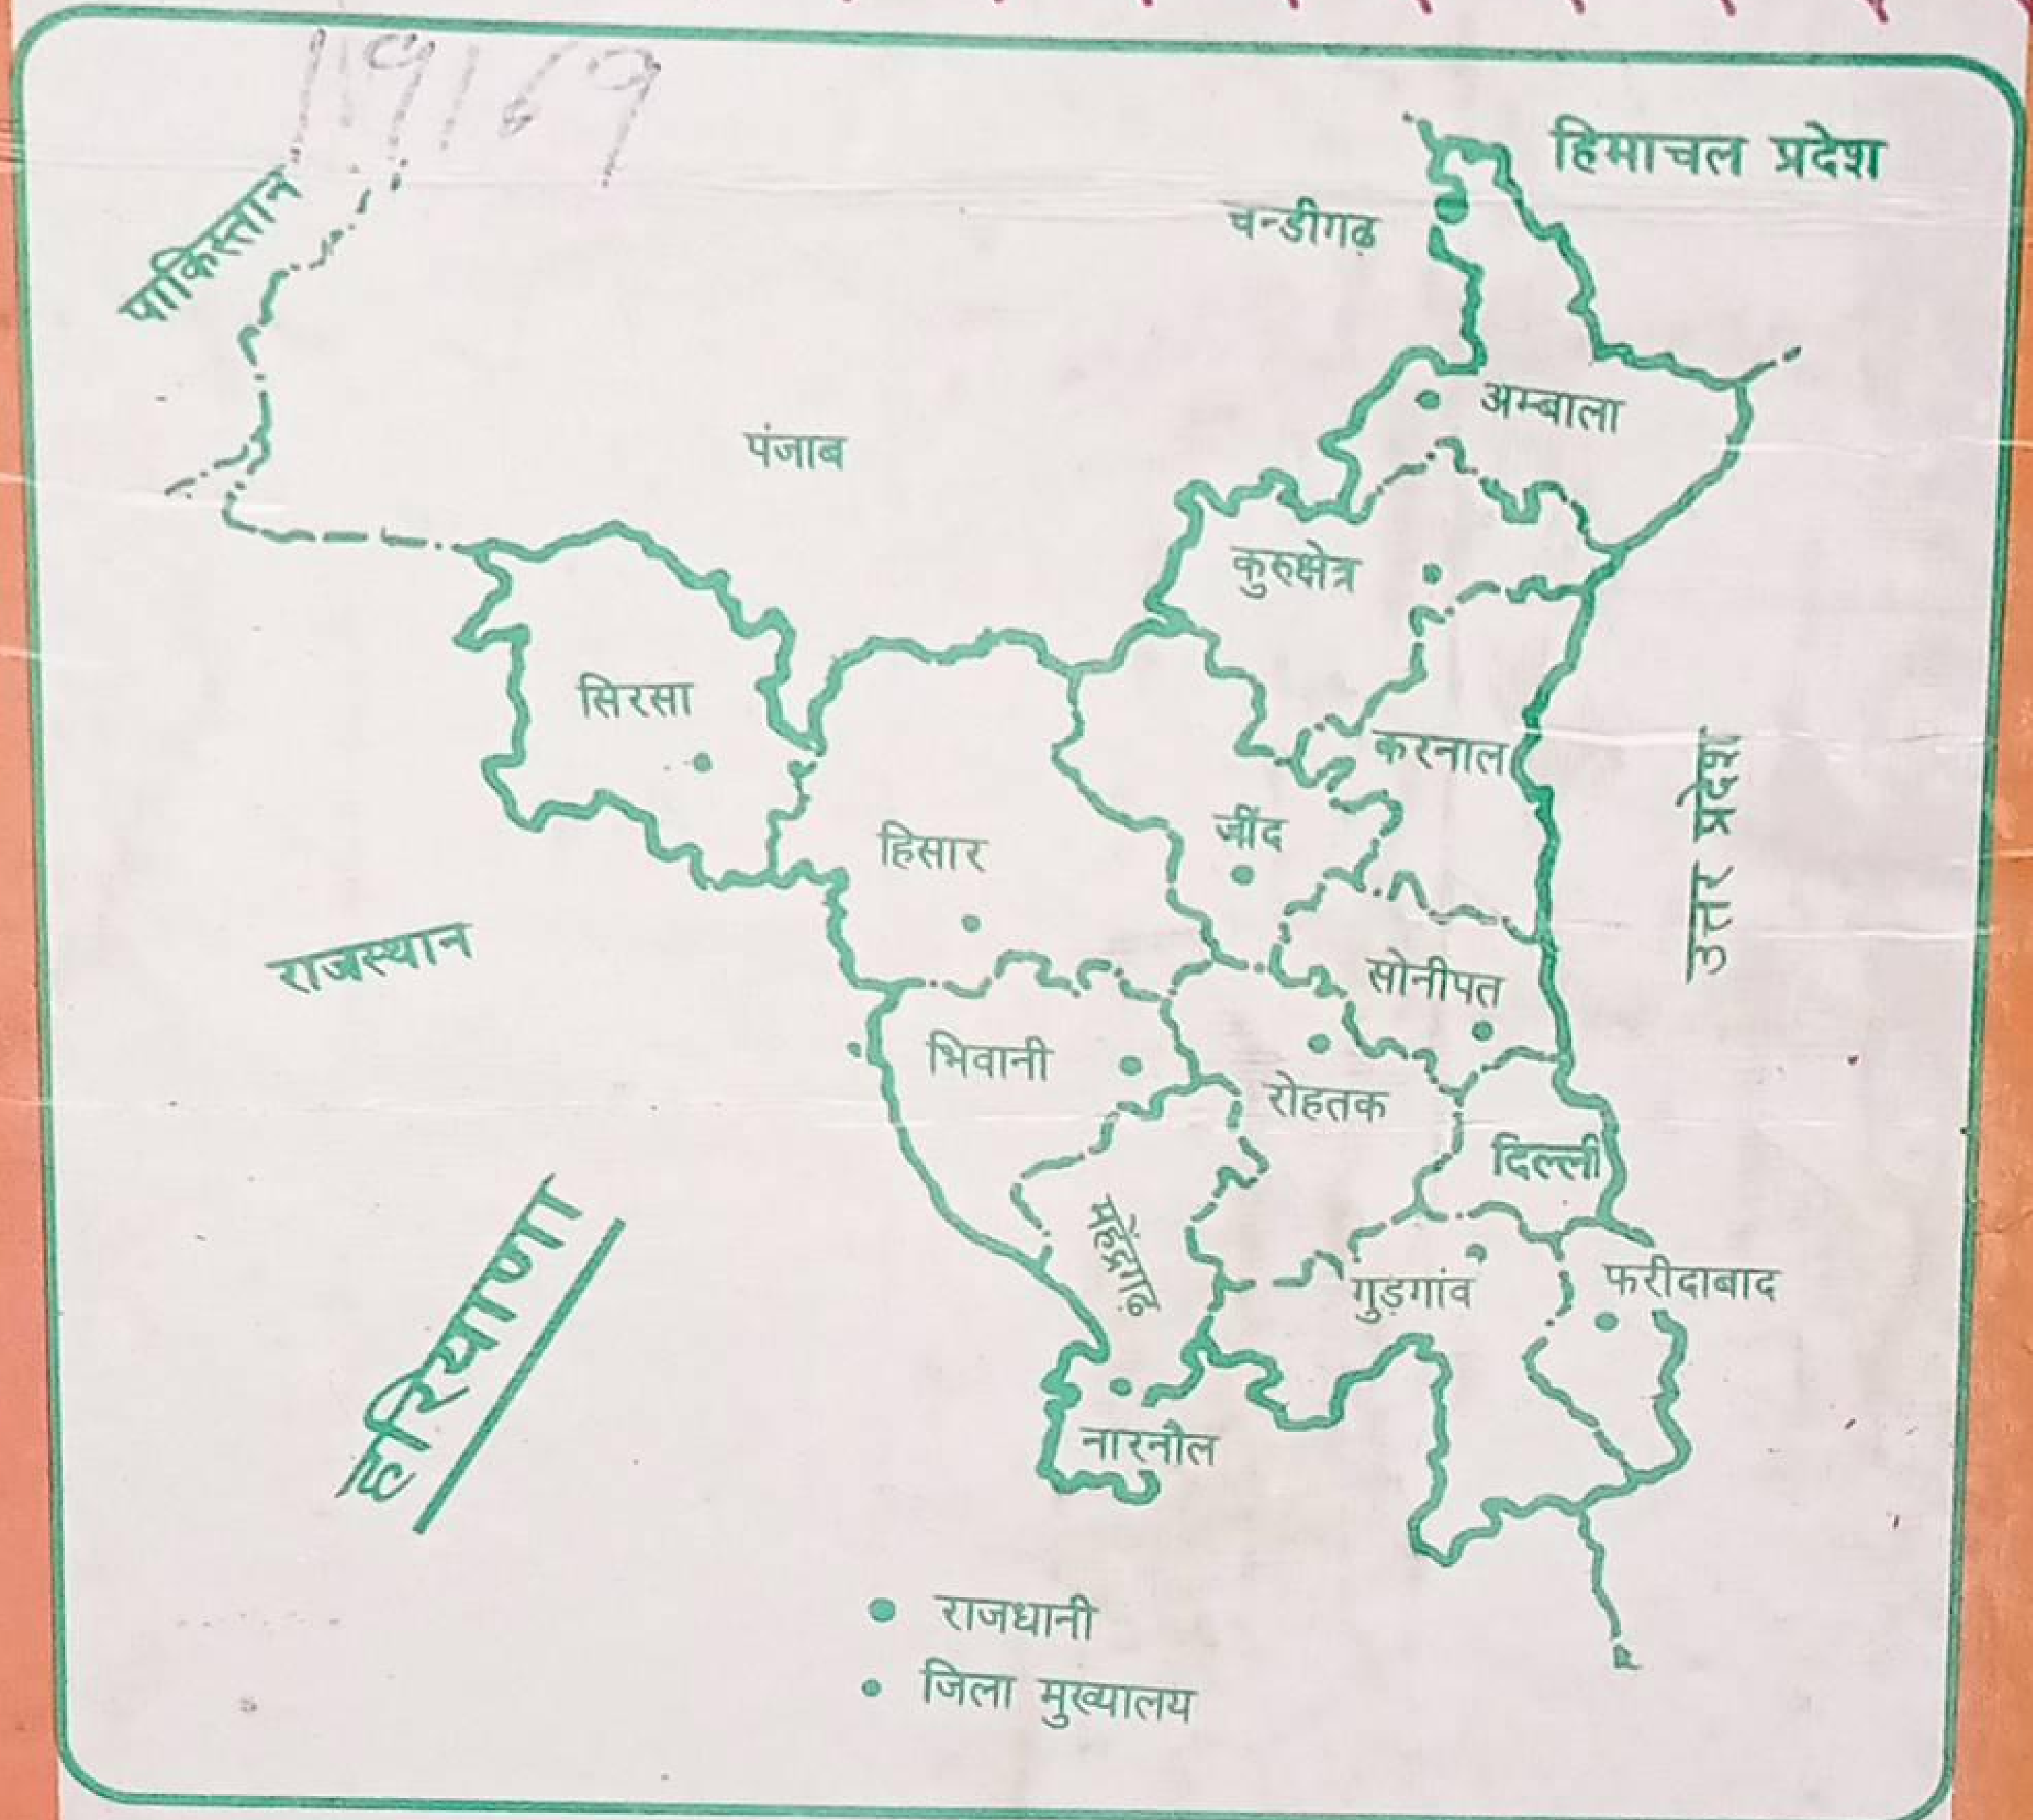 19169
हिमाचल प्रदेश
पाकिस्तान
चन्डीगढ़
अम्बाला
पंजाब
कुरुक्षेत्र
सिरसा
करनाल
उत्तर प्रदेश
जींद
हिसार
राजस्थान
सोनीपत
भिवानी
रोहतक
दिल्ली
महेंद्रगढ़
हरियाणा
गुड़गांव
फरीदाबाद
नारनौल
राजधानी
जिला मुख्यालय